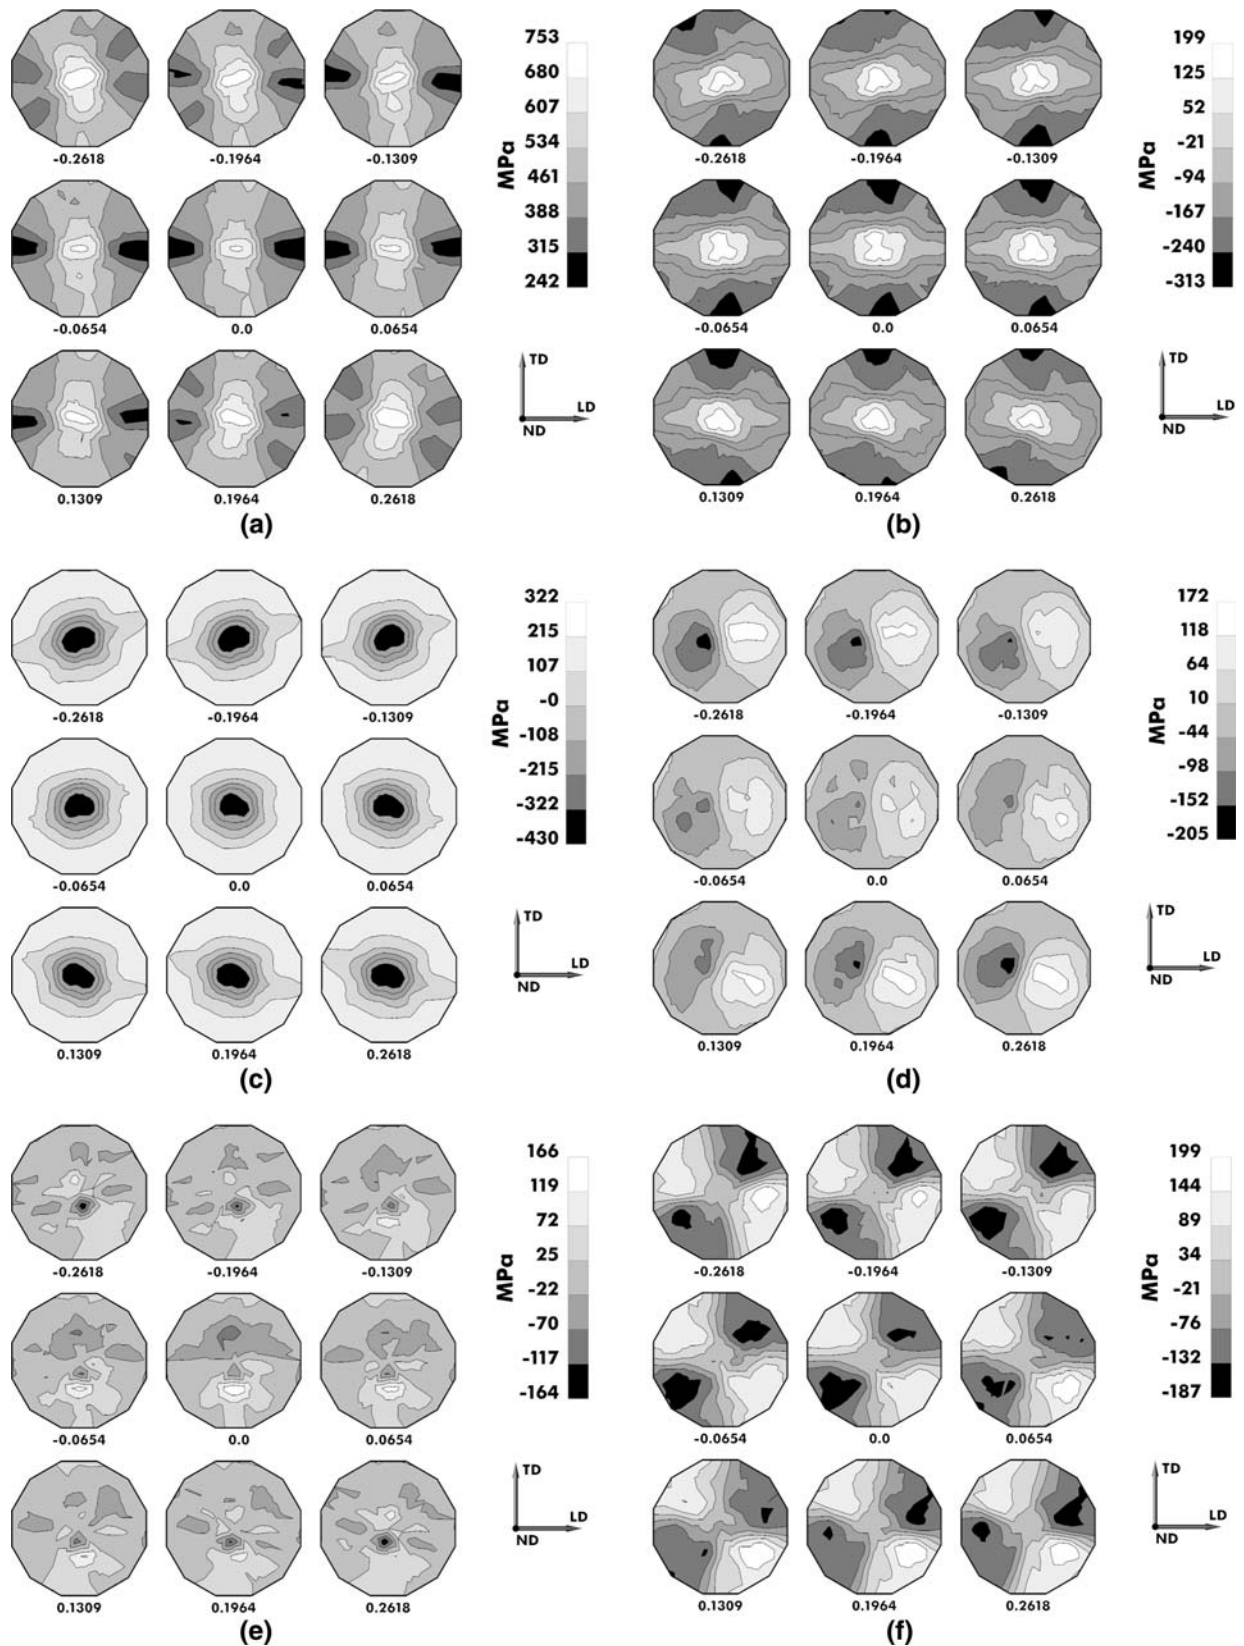 753
680
607
534
461
388
315
242
MPa
-0.2618 -0.1964 -0.1309
-0.0654 0.0 0.0654
0.1309 0.1964 0.2618
TD
LD
ND
(a)
199
125
52
-21
-94
-167
-240
-313
MPa
-0.2618 -0.1964 -0.1309
-0.0654 0.0 0.0654
0.1309 0.1964 0.2618
TD
LD
ND
(b)
322
215
107
-0
-108
-215
-322
-430
MPa
-0.2618 -0.1964 -0.1309
-0.0654 0.0 0.0654
0.1309 0.1964 0.2618
TD
LD
ND
(c)
172
118
64
10
-44
-98
-152
-205
MPa
-0.2618 -0.1964 -0.1309
-0.0654 0.0 0.0654
0.1309 0.1964 0.2618
TD
LD
ND
(d)
166
119
72
25
-22
-70
-117
-164
MPa
-0.2618 -0.1964 -0.1309
-0.0654 0.0 0.0654
0.1309 0.1964 0.2618
TD
LD
ND
(e)
199
144
89
34
-21
-76
-132
-187
MPa
-0.2618 -0.1964 -0.1309
-0.0654 0.0 0.0654
0.1309 0.1964 0.2618
TD
LD
ND
(f)